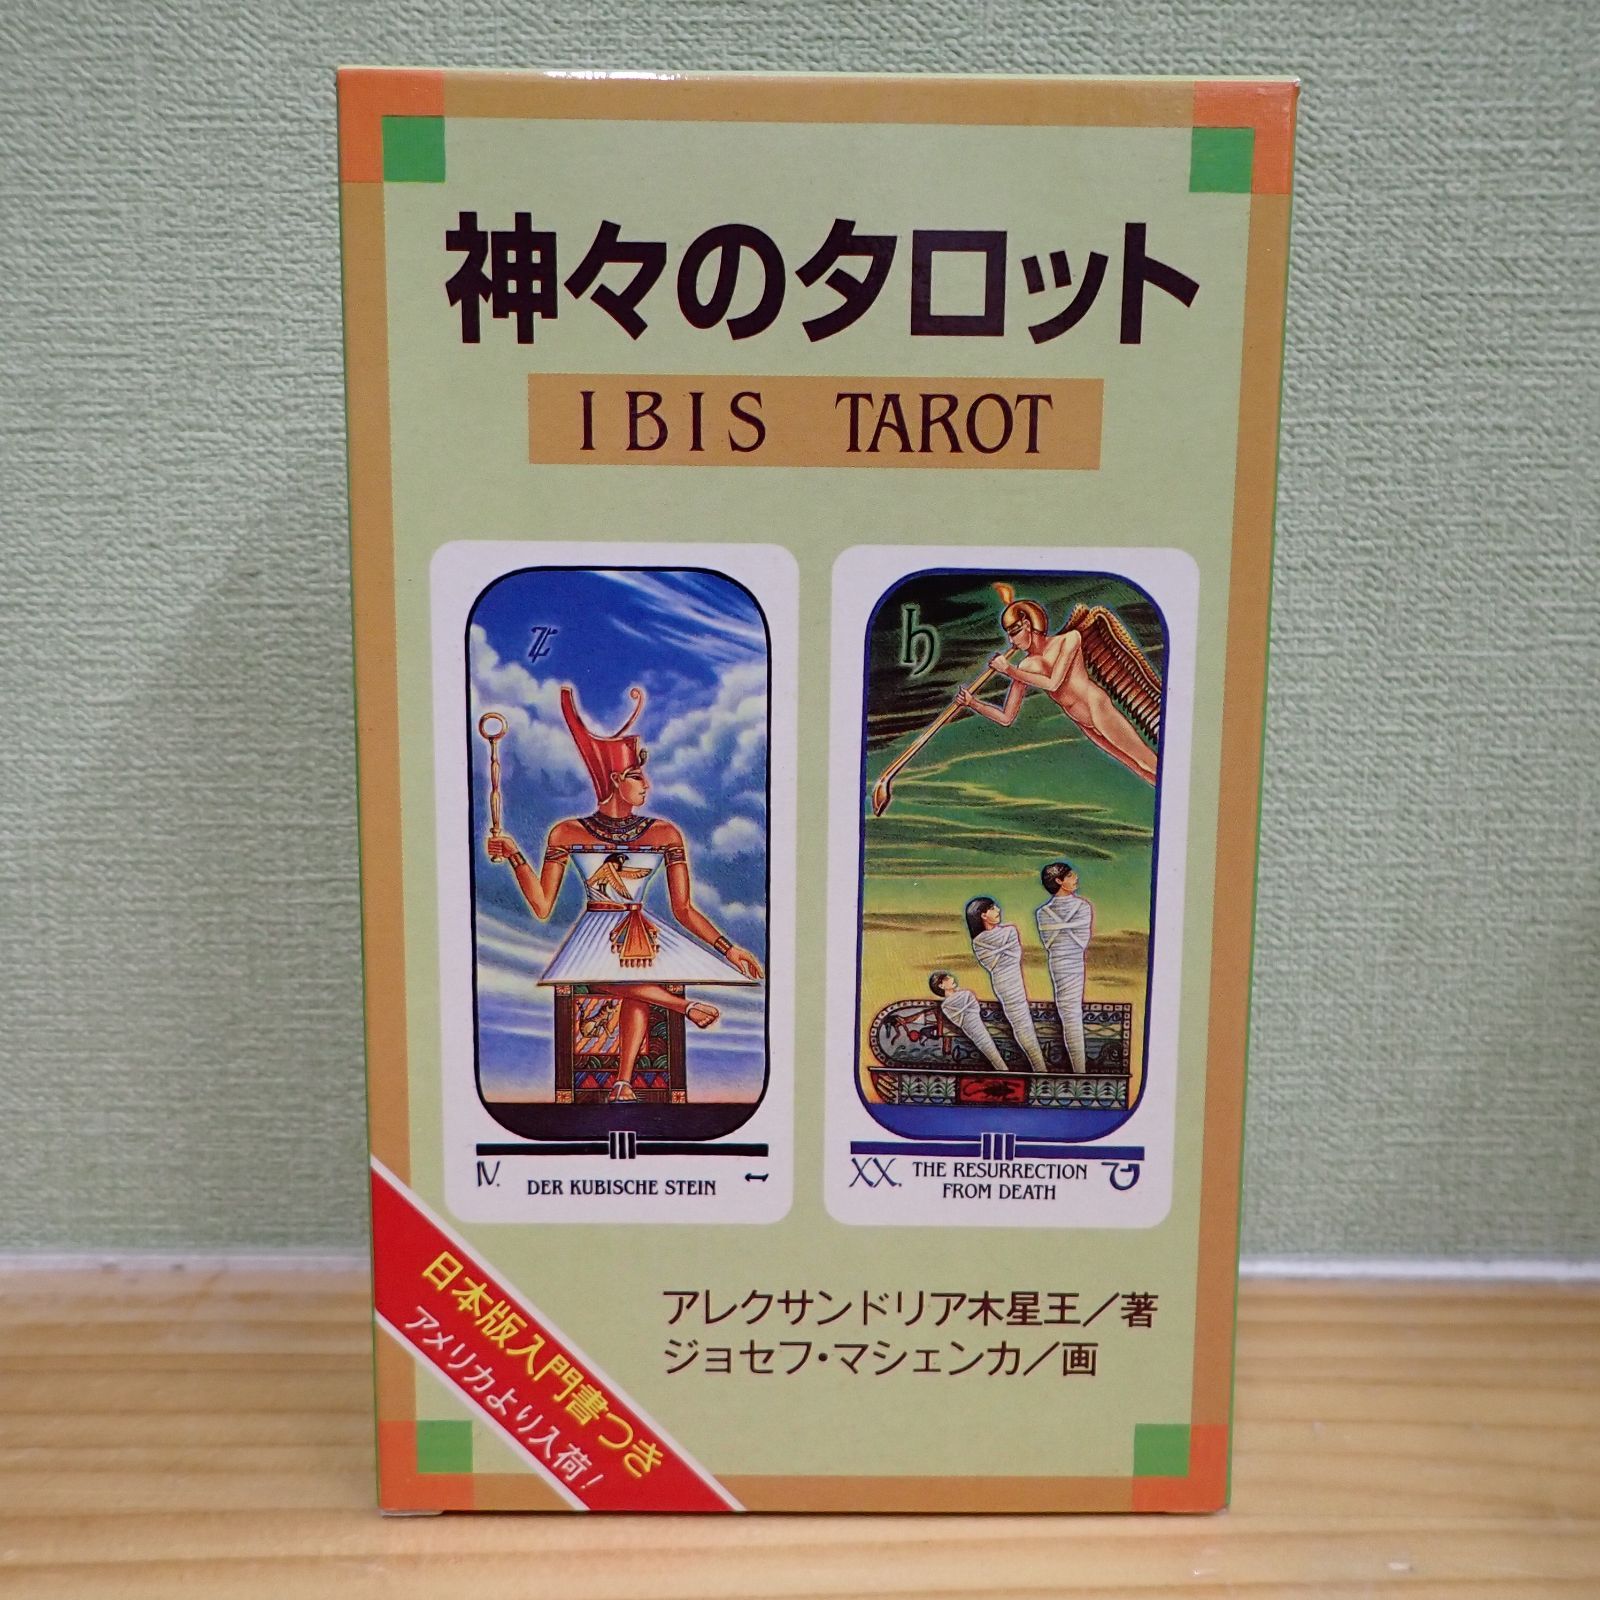 神々のタロット
IBIS TAROT
♄
IV.
DER KUBISCHE STEIN
XX.
THE RESURRECTION
FROM DEATH
アレクサンドリア木星王／著
ジョセフ・マシェンカ／画
日本版入門書つき
アメリカより入荷！